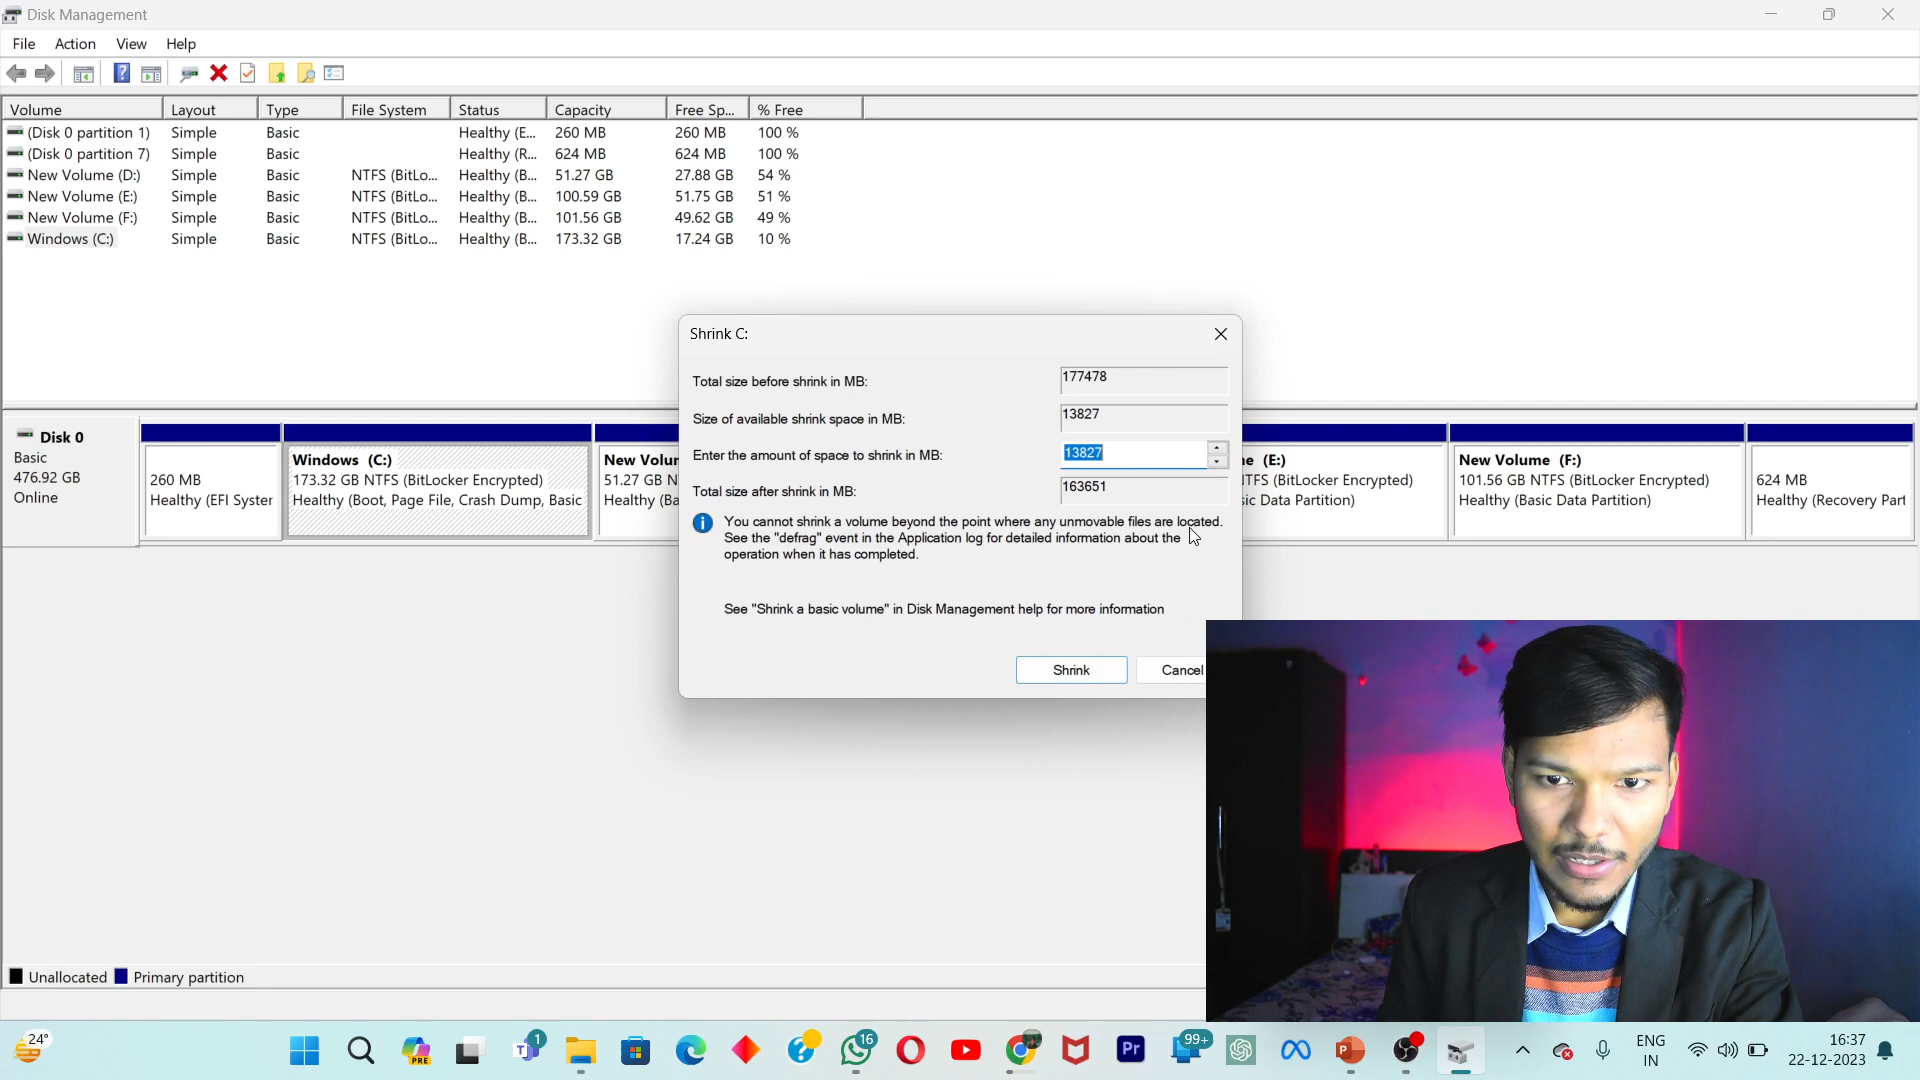 Disk Management
File Action View Help
Volume Layout Type File System Status Capacity Free Sp... % Free
(Disk 0 partition 1) Simple Basic Healthy (E... 260 MB 260 MB 100 %
(Disk 0 partition 7) Simple Basic Healthy (R... 624 MB 624 MB 100 %
New Volume (D:) Simple Basic NTFS (BitLo... Healthy (B... 51.27 GB 27.88 GB 54 %
New Volume (E:) Simple Basic NTFS (BitLo... Healthy (B... 100.59 GB 51.75 GB 51 %
New Volume (F:) Simple Basic NTFS (BitLo... Healthy (B... 101.56 GB 49.62 GB 49 %
Windows (C:) Simple Basic NTFS (BitLo... Healthy (B... 173.32 GB 17.24 GB 10 %
Shrink C:
Total size before shrink in MB: 177478
Size of available shrink space in MB: 13827
Enter the amount of space to shrink in MB: 13827
Total size after shrink in MB: 163651
You cannot shrink a volume beyond the point where any unmovable files are located.
See the "defrag" event in the Application log for detailed information about the
operation when it has completed.
See "Shrink a basic volume" in Disk Management help for more information
Shrink Cancel
Disk 0
Basic
476.92 GB
Online
260 MB
Healthy (EFI Syster
Windows (C:)
173.32 GB NTFS (BitLocker Encrypted)
Healthy (Boot, Page File, Crash Dump, Basic
New Volur
51.27 GB N
Healthy (Ba
ne (E:)
TFS (BitLocker Encrypted)
ic Data Partition)
New Volume (F:)
101.56 GB NTFS (BitLocker Encrypted)
Healthy (Basic Data Partition)
624 MB
Healthy (Recovery Part
Unallocated Primary partition
24°
PRE
1
16
Pr
99+
P
ENG
IN
16:37
22-12-2023